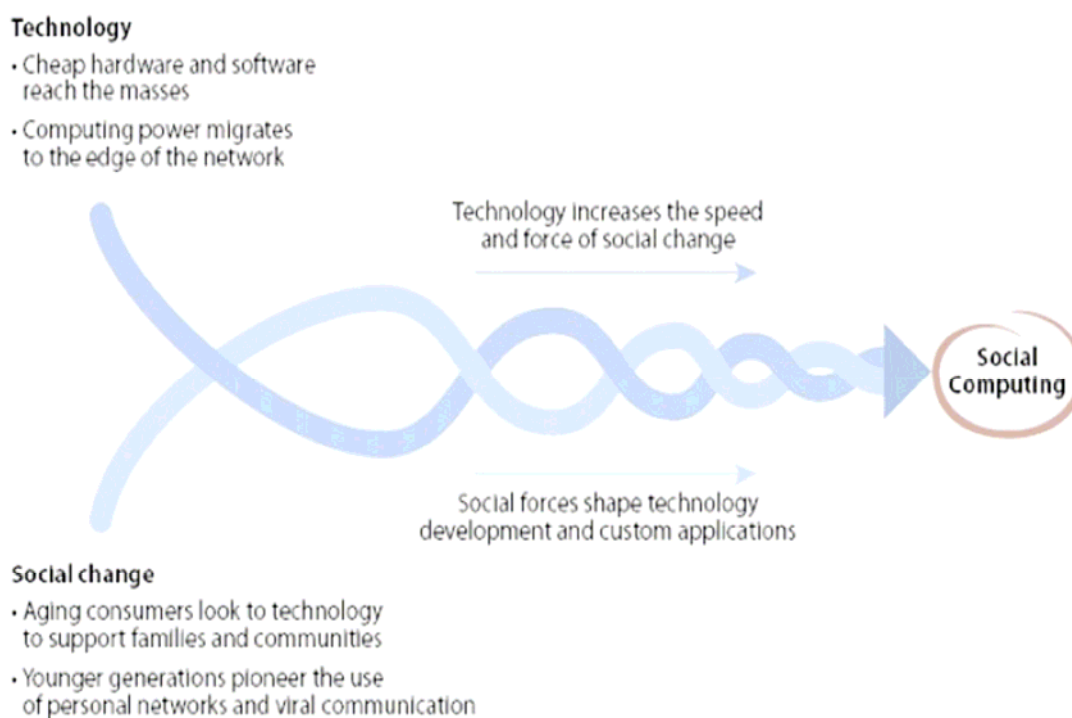 Technology
• Cheap hardware and software
reach the masses
• Computing power migrates
to the edge of the network
Technology increases the speed
and force of social change
Social
Computing
Social forces shape technology
development and custom applications
Social change
• Aging consumers look to technology
to support families and communities
• Younger generations pioneer the use
of personal networks and viral communication